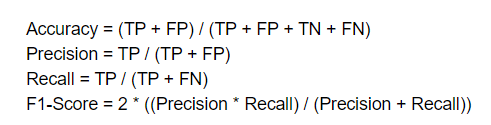 Accuracy = (TP + FP) / (TP + FP + TN + FN)
Precision = TP / (TP + FP)
Recall = TP / (TP + FN)
F1-Score = 2 * ((Precision * Recall) / (Precision + Recall))